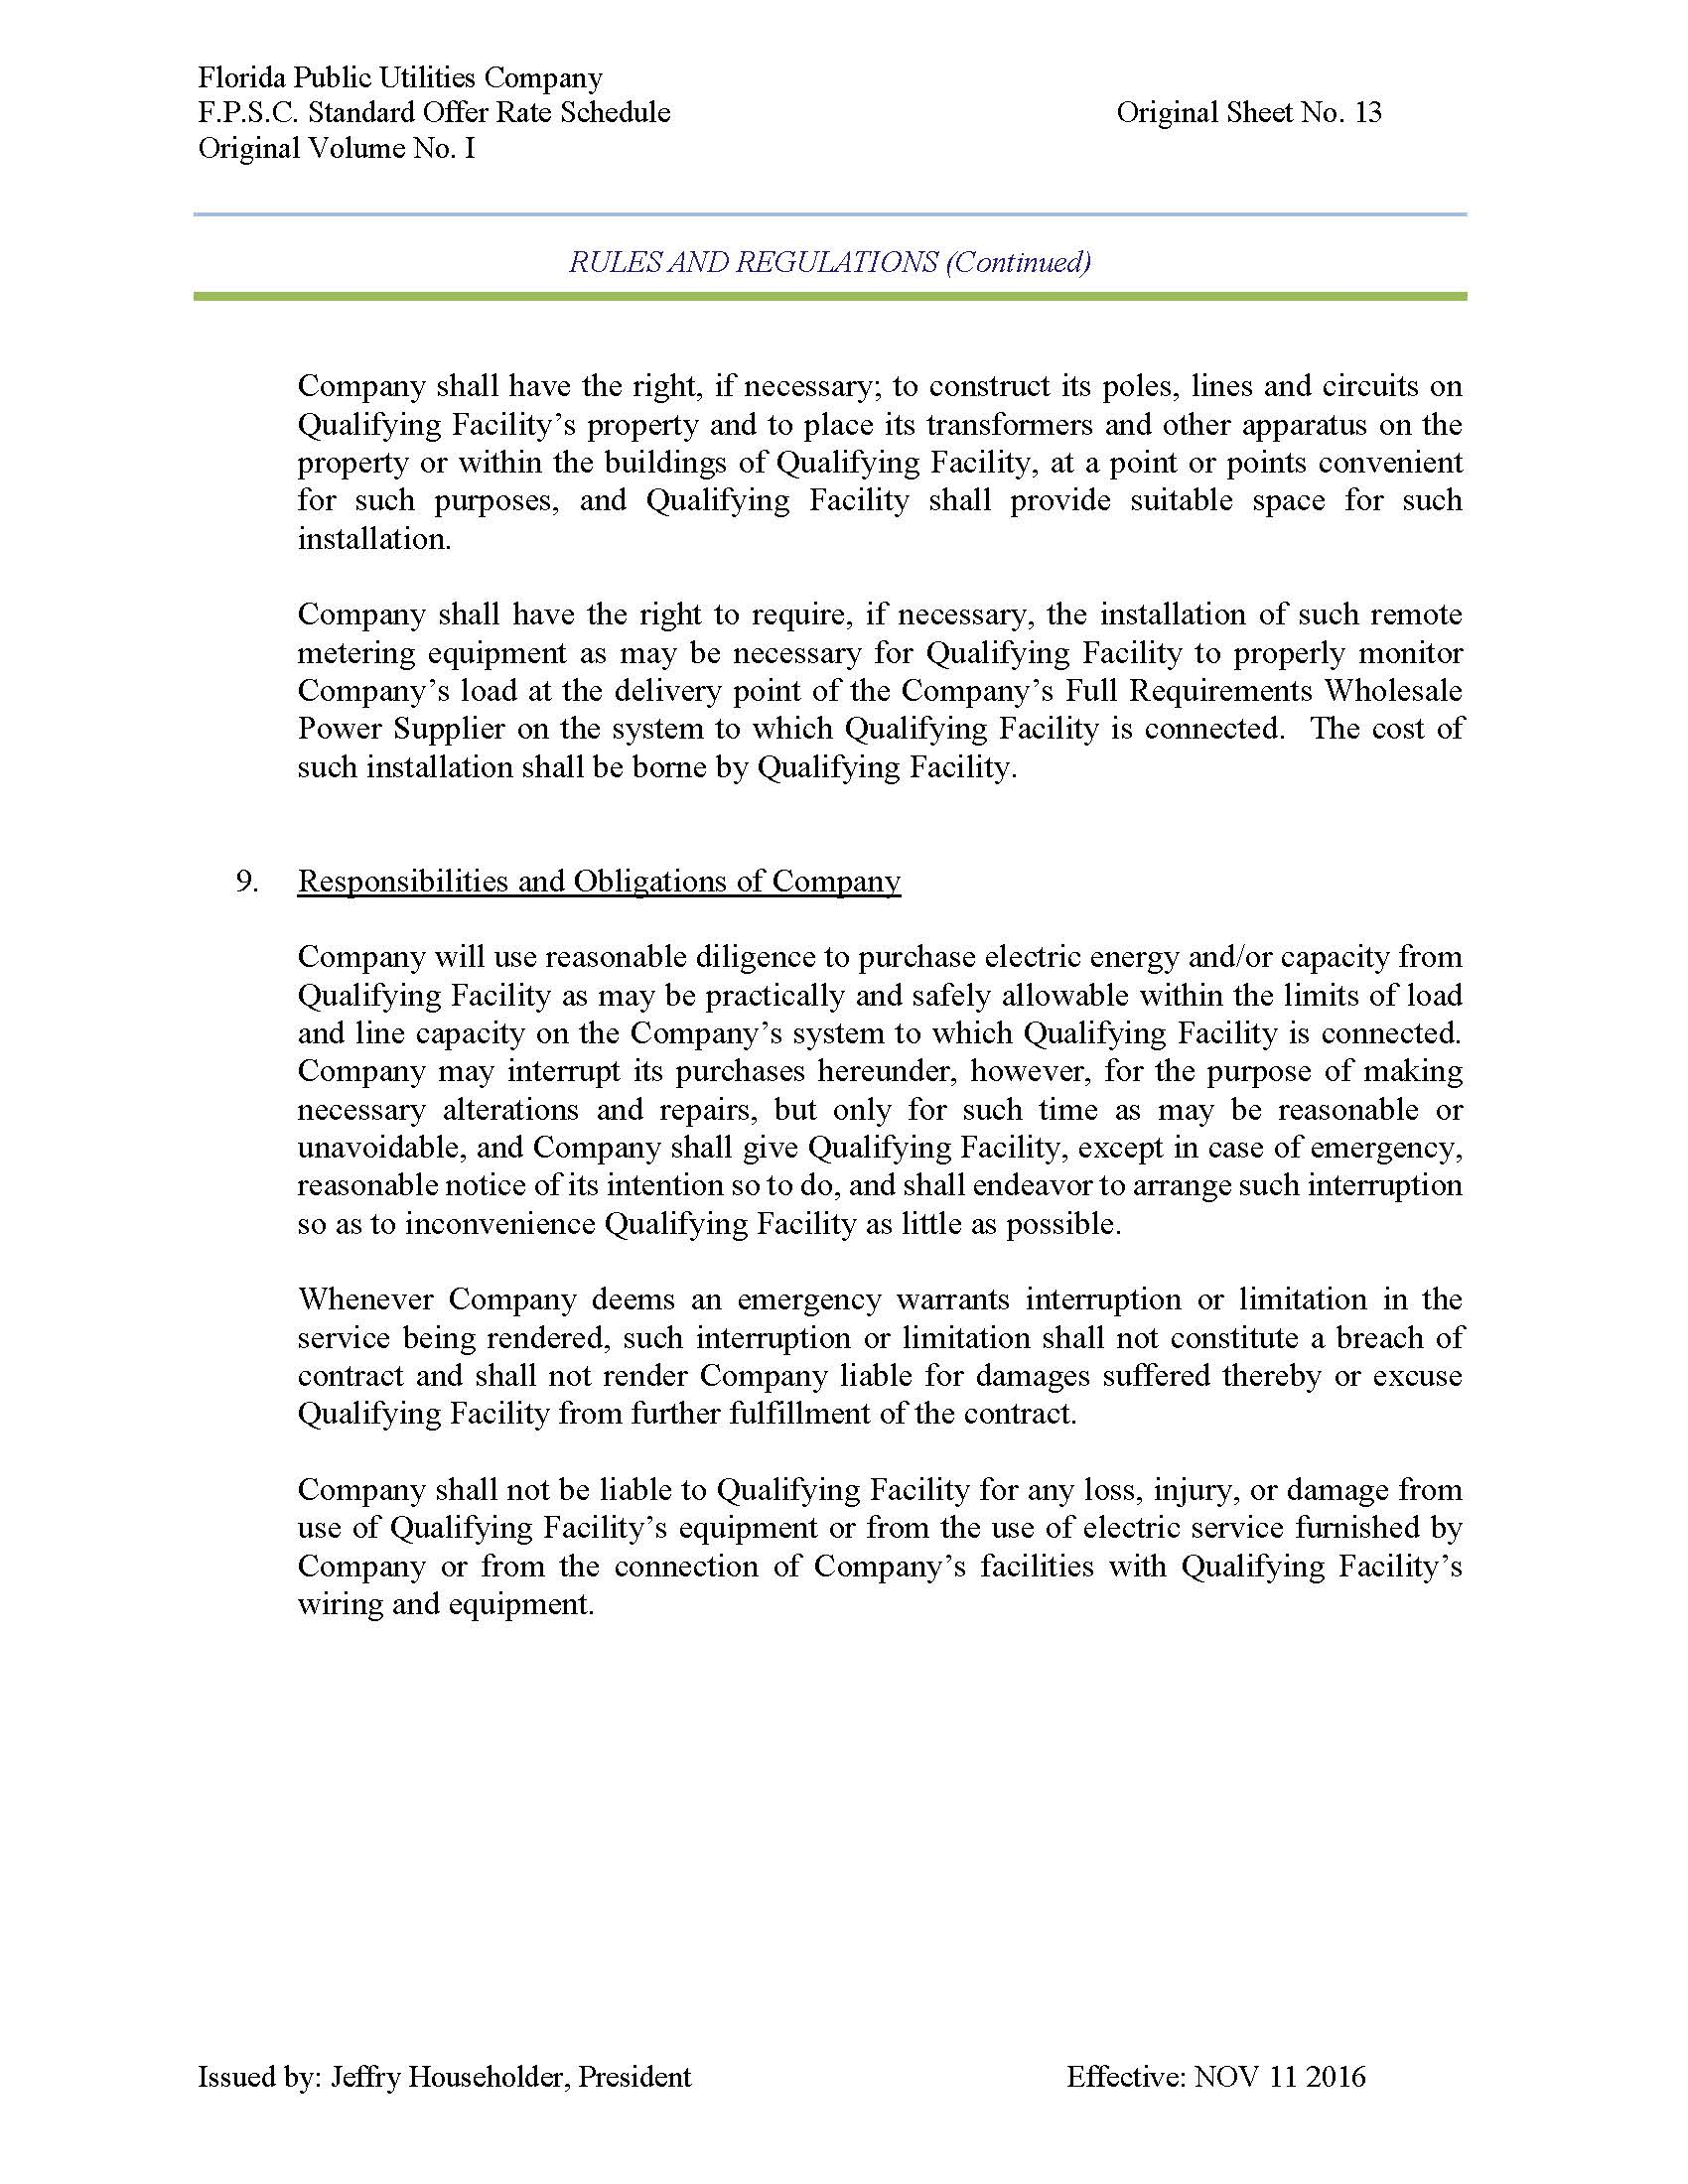 Florida Public Utilities Company
F.P.S.C. Standard Offer Rate Schedule Original Sheet No. 13
Original Volume No. I
RULES AND REGULATIONS (Continued)
Company shall have the right, if necessary; to construct its poles, lines and circuits on
Qualifying Facility’s property and to place its transformers and other apparatus on the
property or within the buildings of Qualifying Facility, at a point or points convenient
for such purposes, and Qualifying Facility shall provide suitable space for such
installation.
Company shall have the right to require, if necessary, the installation of such remote
metering equipment as may be necessary for Qualifying Facility to properly monitor
Company’s load at the delivery point of the Company’s Full Requirements Wholesale
Power Supplier on the system to which Qualifying Facility is connected. The cost of
such installation shall be borne by Qualifying Facility.
9. Responsibilities and Obligations of Company
Company will use reasonable diligence to purchase electric energy and/or capacity from
Qualifying Facility as may be practically and safely allowable within the limits of load
and line capacity on the Company’s system to which Qualifying Facility is connected.
Company may interrupt its purchases hereunder, however, for the purpose of making
necessary alterations and repairs, but only for such time as may be reasonable or
unavoidable, and Company shall give Qualifying Facility, except in case of emergency,
reasonable notice of its intention so to do, and shall endeavor to arrange such interruption
so as to inconvenience Qualifying Facility as little as possible.
Whenever Company deems an emergency warrants interruption or limitation in the
service being rendered, such interruption or limitation shall not constitute a breach of
contract and shall not render Company liable for damages suffered thereby or excuse
Qualifying Facility from further fulfillment of the contract.
Company shall not be liable to Qualifying Facility for any loss, injury, or damage from
use of Qualifying Facility’s equipment or from the use of electric service furnished by
Company or from the connection of Company’s facilities with Qualifying Facility’s
wiring and equipment.
Issued by: Jeffry Householder, President Effective: NOV 11 2016